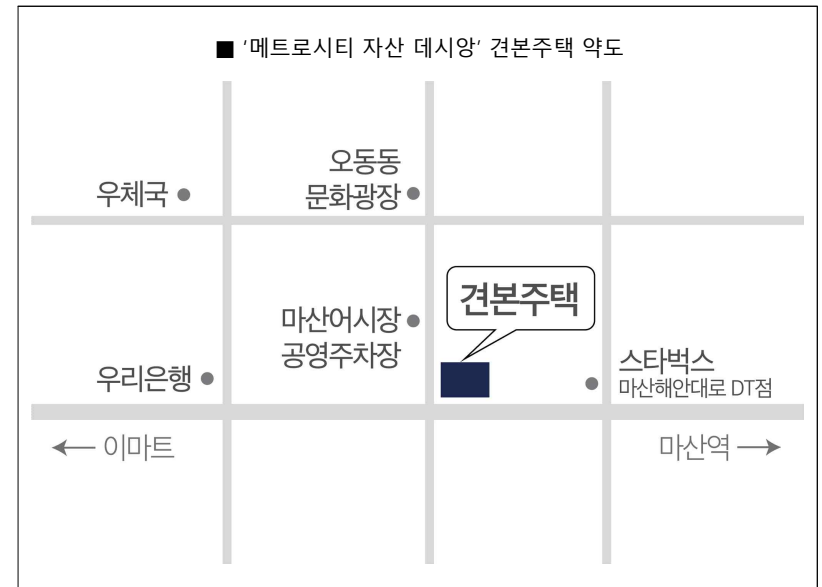 ■ ‘메트로시티 자산 데시앙’ 견본주택 약도
오동동
문화광장
우체국
견본주택
마산어시장
공영주차장
우리은행
스타벅스
마산해안대로 DT점
← 이마트
마산역 →